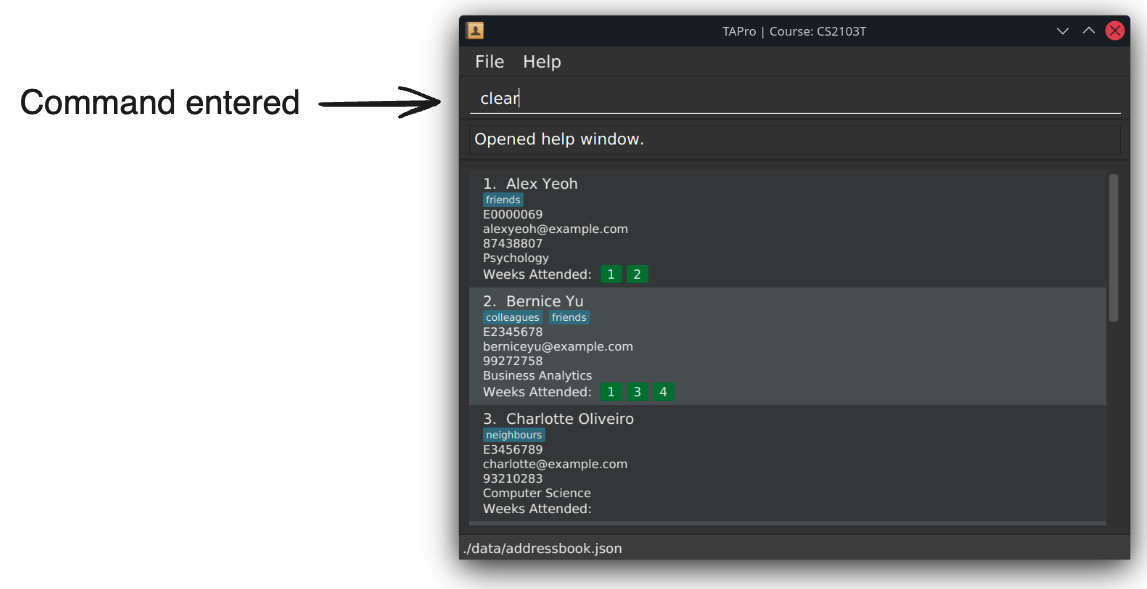 TAPro | Course: CS2103T
File Help
Command entered
clear
Opened help window.
1. Alex Yeoh
friends
E0000069
alexyeoh@example.com
87438807
Psychology
Weeks Attended: 1 2
2. Bernice Yu
colleagues friends
E2345678
berniceyu@example.com
99272758
Business Analytics
Weeks Attended: 1 3 4
3. Charlotte Oliveiro
neighbours
E3456789
charlotte@example.com
93210283
Computer Science
Weeks Attended:
./data/addressbook.json